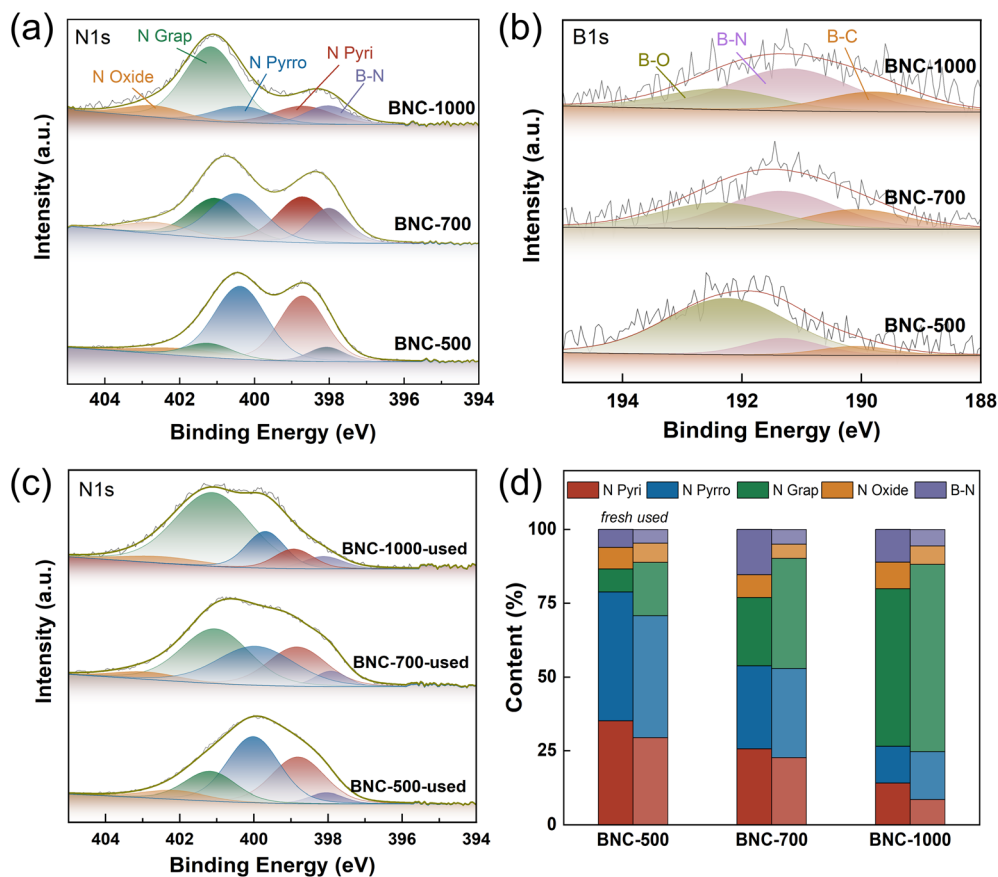 (a)
N1s
N Grap
N Oxide
N Pyrro
N Pyri
B-N
BNC-1000
BNC-700
BNC-500
404 402 400 398 396 394
Binding Energy (eV)
Intensity (a.u.)
(b)
B1s
B-O
B-N
B-C
BNC-1000
BNC-700
BNC-500
194 192 190 188
Binding Energy (eV)
Intensity (a.u.)
(c)
N1s
BNC-1000-used
BNC-700-used
BNC-500-used
404 402 400 398 396 394
Binding Energy (eV)
Intensity (a.u.)
(d)
N Pyri N Pyrro N Grap N Oxide B-N
fresh used
100
75
50
25
0
Content (%)
BNC-500 BNC-700 BNC-1000